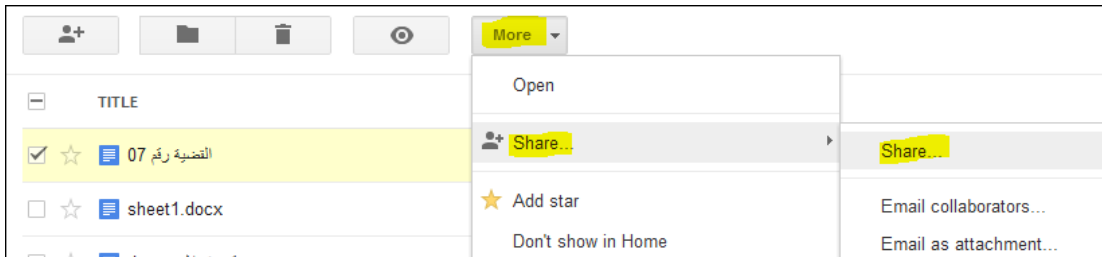 More
TITLE
القضية رقم 07
sheet1.docx
Open
Share...
Add star
Don't show in Home
Share...
Email collaborators...
Email as attachment...